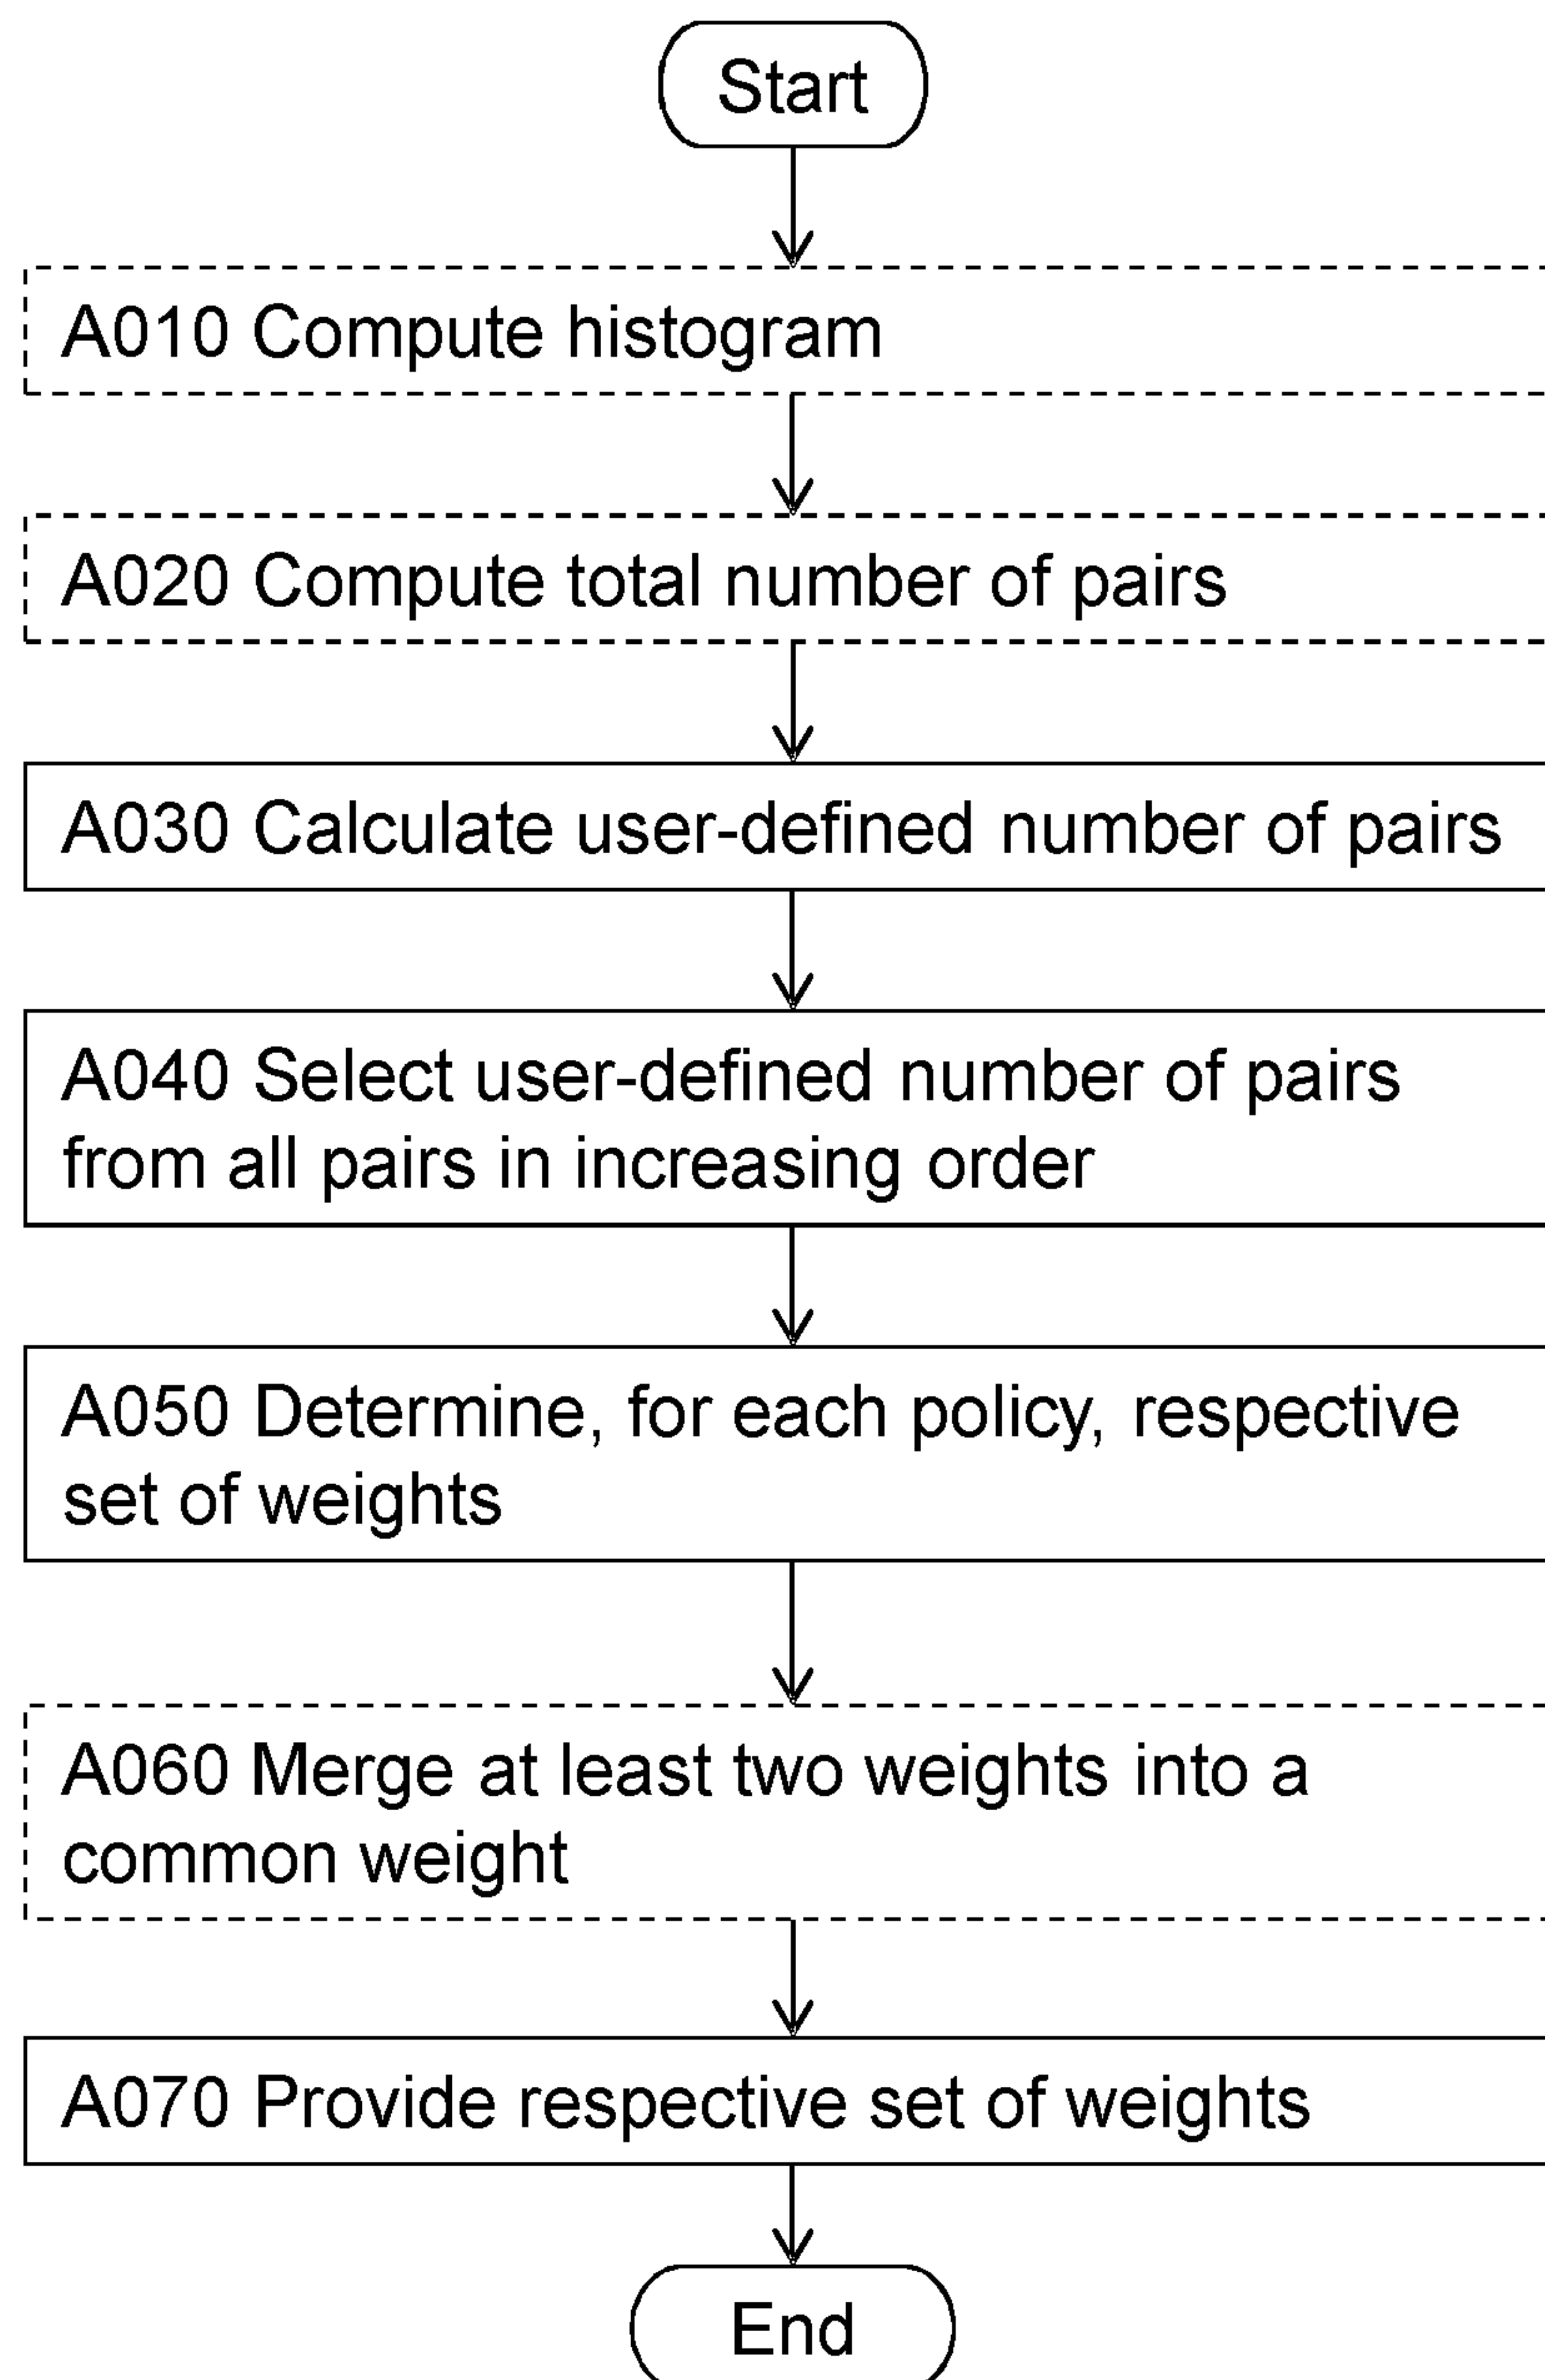 Start
A010 Compute histogram
A020 Compute total number of pairs
A030 Calculate user-defined number of pairs
A040 Select user-defined number of pairs
from all pairs in increasing order
A050 Determine, for each policy, respective
set of weights
A060 Merge at least two weights into a
common weight
A070 Provide respective set of weights
End